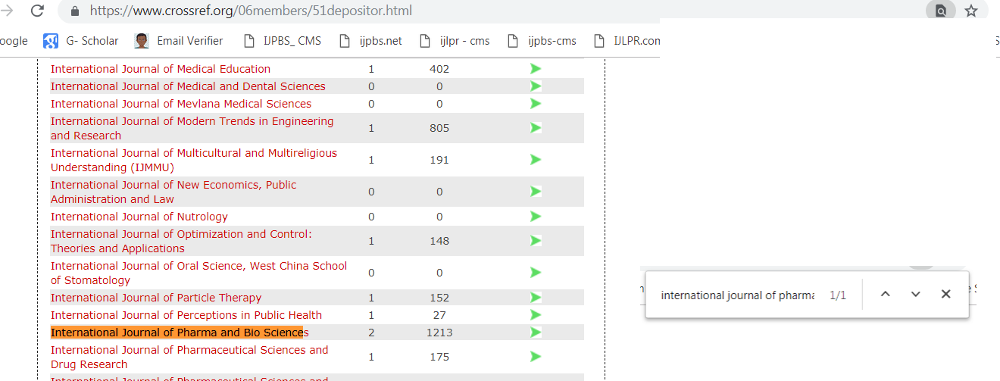 https://www.crossref.org/06members/51depositor.html
oogle G- Scholar Email Verifier IJPBS_ CMS ijpbs.net ijlpr - cms ijpbs-cms IJLPR.com
International Journal of Medical Education 1 402
International Journal of Medical and Dental Sciences 0 0
International Journal of Mevlana Medical Sciences 0 0
International Journal of Modern Trends in Engineering
and Research 1 805
International Journal of Multicultural and Multireligious
Understanding (IJMMU) 1 191
International Journal of New Economics, Public
Administration and Law 0 0
International Journal of Nutrology 0 0
International Journal of Optimization and Control:
Theories and Applications 1 148
International Journal of Oral Science, West China School
of Stomatology 0 0
International Journal of Particle Therapy 1 152
International Journal of Perceptions in Public Health 1 27
International Journal of Pharma and Bio Sciences 2 1213
International Journal of Pharmaceutical Sciences and
Drug Research 1 175
International Journal of Pharmaceutical Sciences and
international journal of pharma 1/1